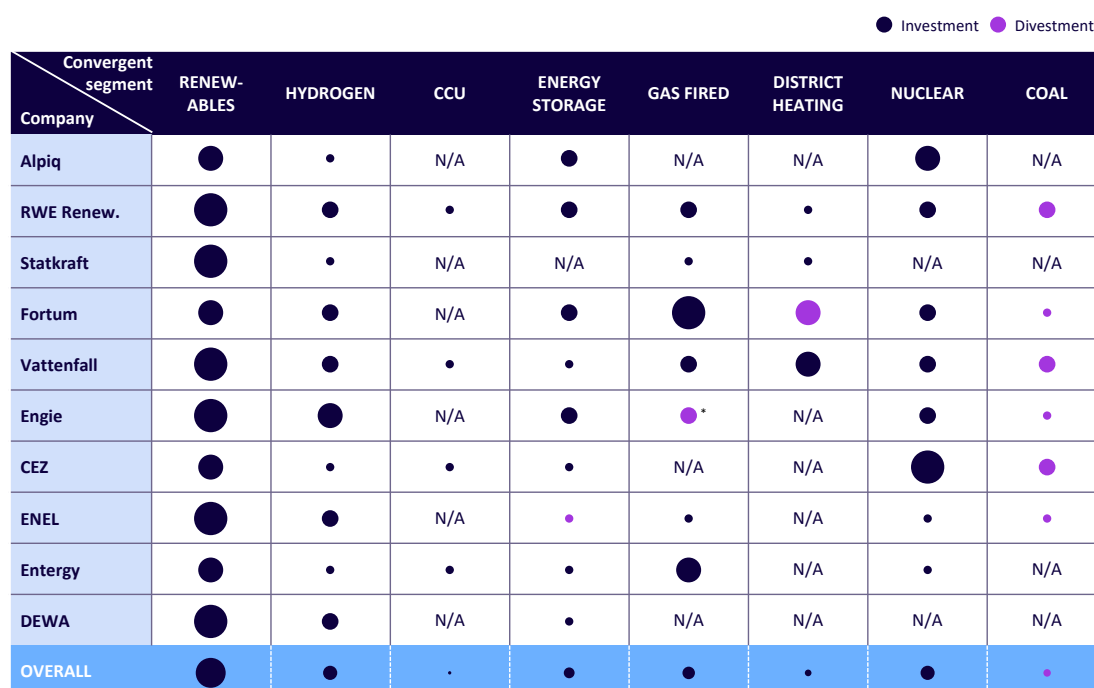 Investment Divestment
Convergent
segment
Company
RENEW-
ABLES
HYDROGEN
CCU
ENERGY
STORAGE
GAS FIRED
DISTRICT
HEATING
NUCLEAR
COAL
Alpiq N/A N/A N/A N/A
RWE Renew.
Statkraft N/A N/A N/A N/A
Fortum N/A
Vattenfall
Engie N/A * N/A
CEZ N/A N/A
ENEL N/A N/A
Entergy N/A N/A
DEWA N/A N/A N/A N/A N/A
OVERALL